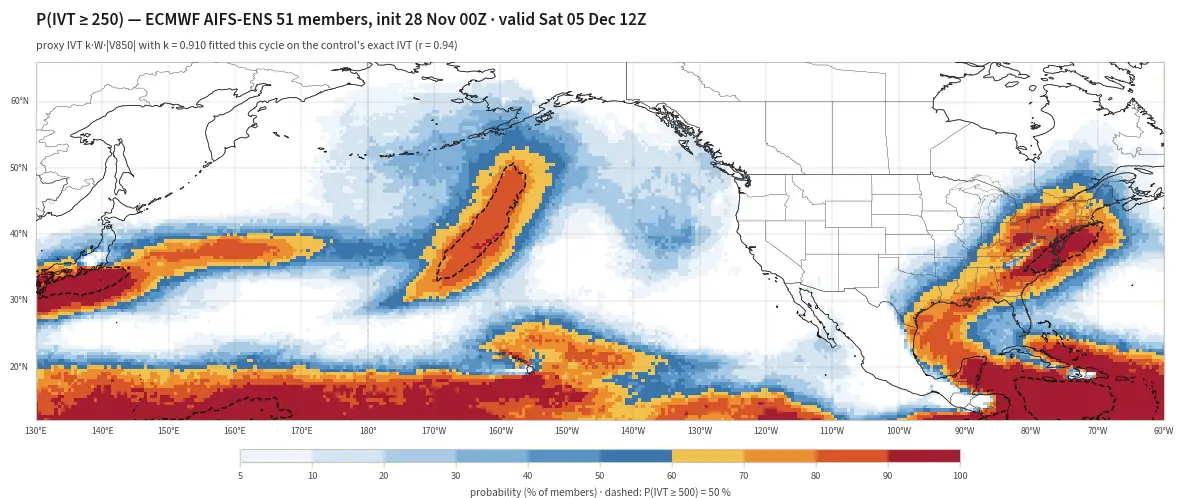 P(IVT ≥ 250) — ECMWF AIFS-ENS 51 members, init 28 Nov 00Z · valid Sat 05 Dec 12Z
proxy IVT k·W·|V850| with k = 0.910 fitted this cycle on the control's exact IVT (r = 0.94)
60°N
50°N
40°N
30°N
20°N
130°E 140°E 150°E 160°E 170°E 180° 170°W 160°W 150°W 140°W 130°W 120°W 110°W 100°W 90°W 80°W 70°W 60°W
5 10 20 30 40 50 60 70 80 90 100
probability (% of members) · dashed: P(IVT ≥ 500) = 50 %